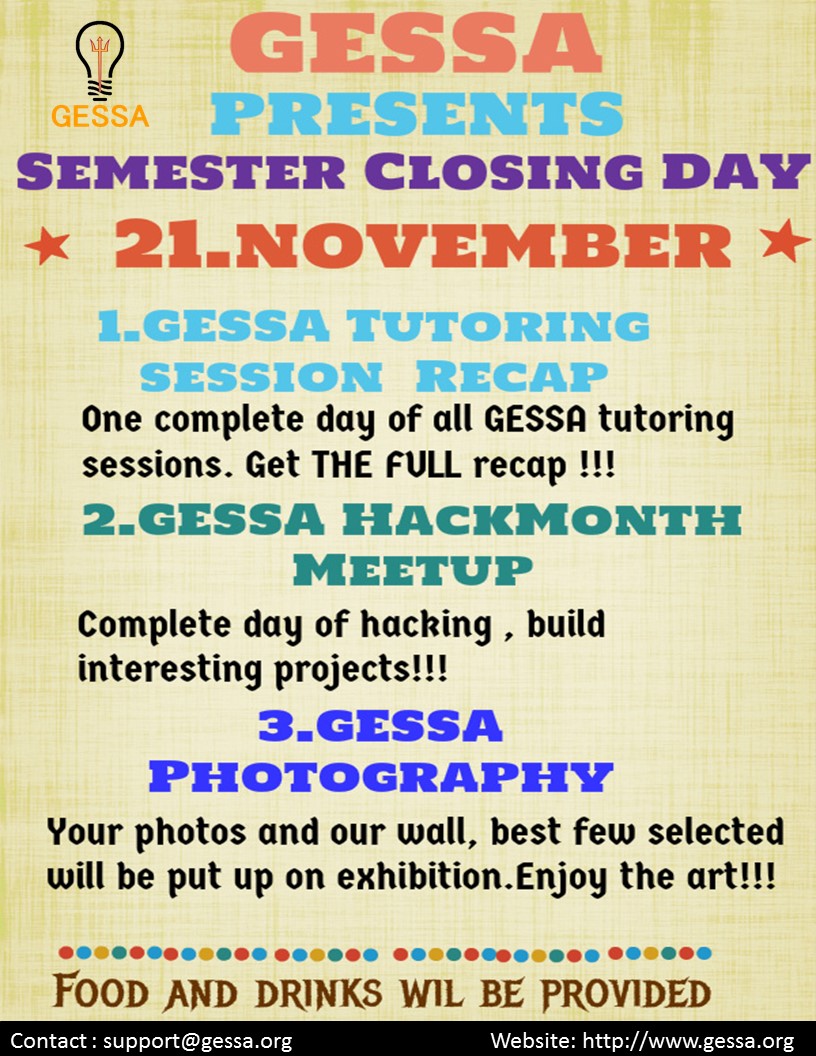 GESSA
GESSA
PRESENTS
SEMESTER CLOSING DAY
21.NOVEMBER
1.GESSA TUTORING
SESSION RECAP
One complete day of all GESSA tutoring
sessions. Get THE FULL recap !!!
2.GESSA HACKMONTH
MEETUP
Complete day of hacking , build
interesting projects!!!
3.GESSA
PHOTOGRAPHY
Your photos and our wall, best few selected
will be put up on exhibition.Enjoy the art!!!
FOOD AND DRINKS WIL BE PROVIDED
Contact : support@gessa.org
Website: http://www.gessa.org